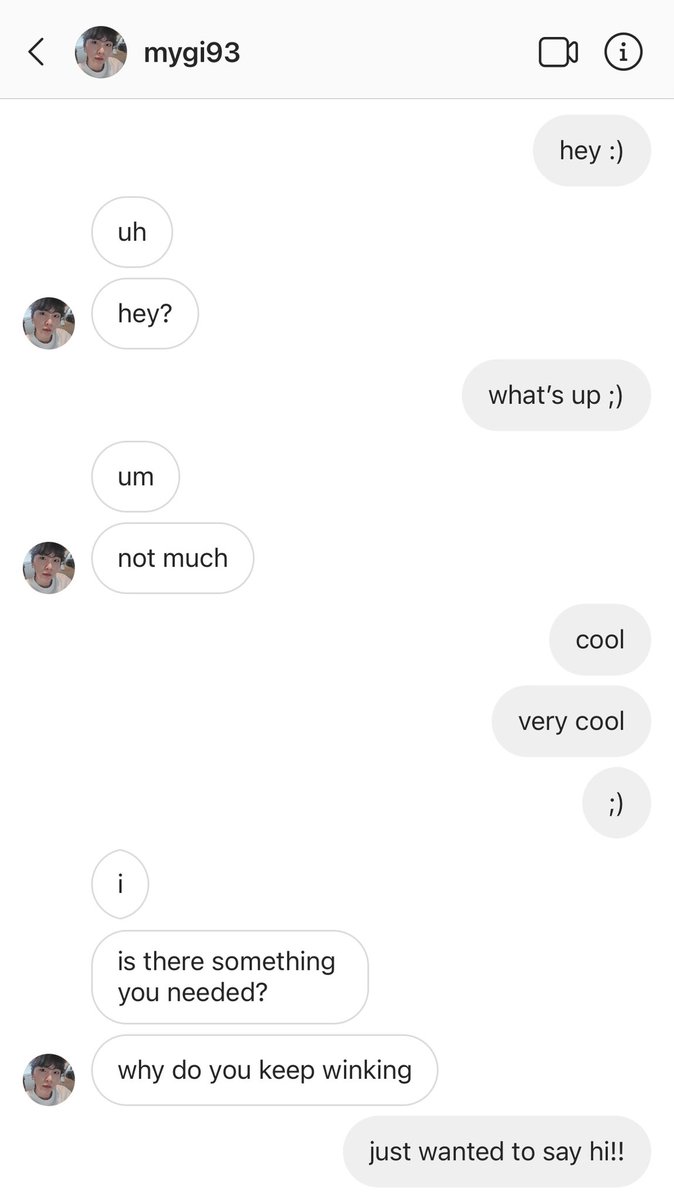 mygi93
hey :)
uh
hey?
what’s up ;)
um
not much
cool
very cool
;)
i
is there something
you needed?
why do you keep winking
just wanted to say hi!!